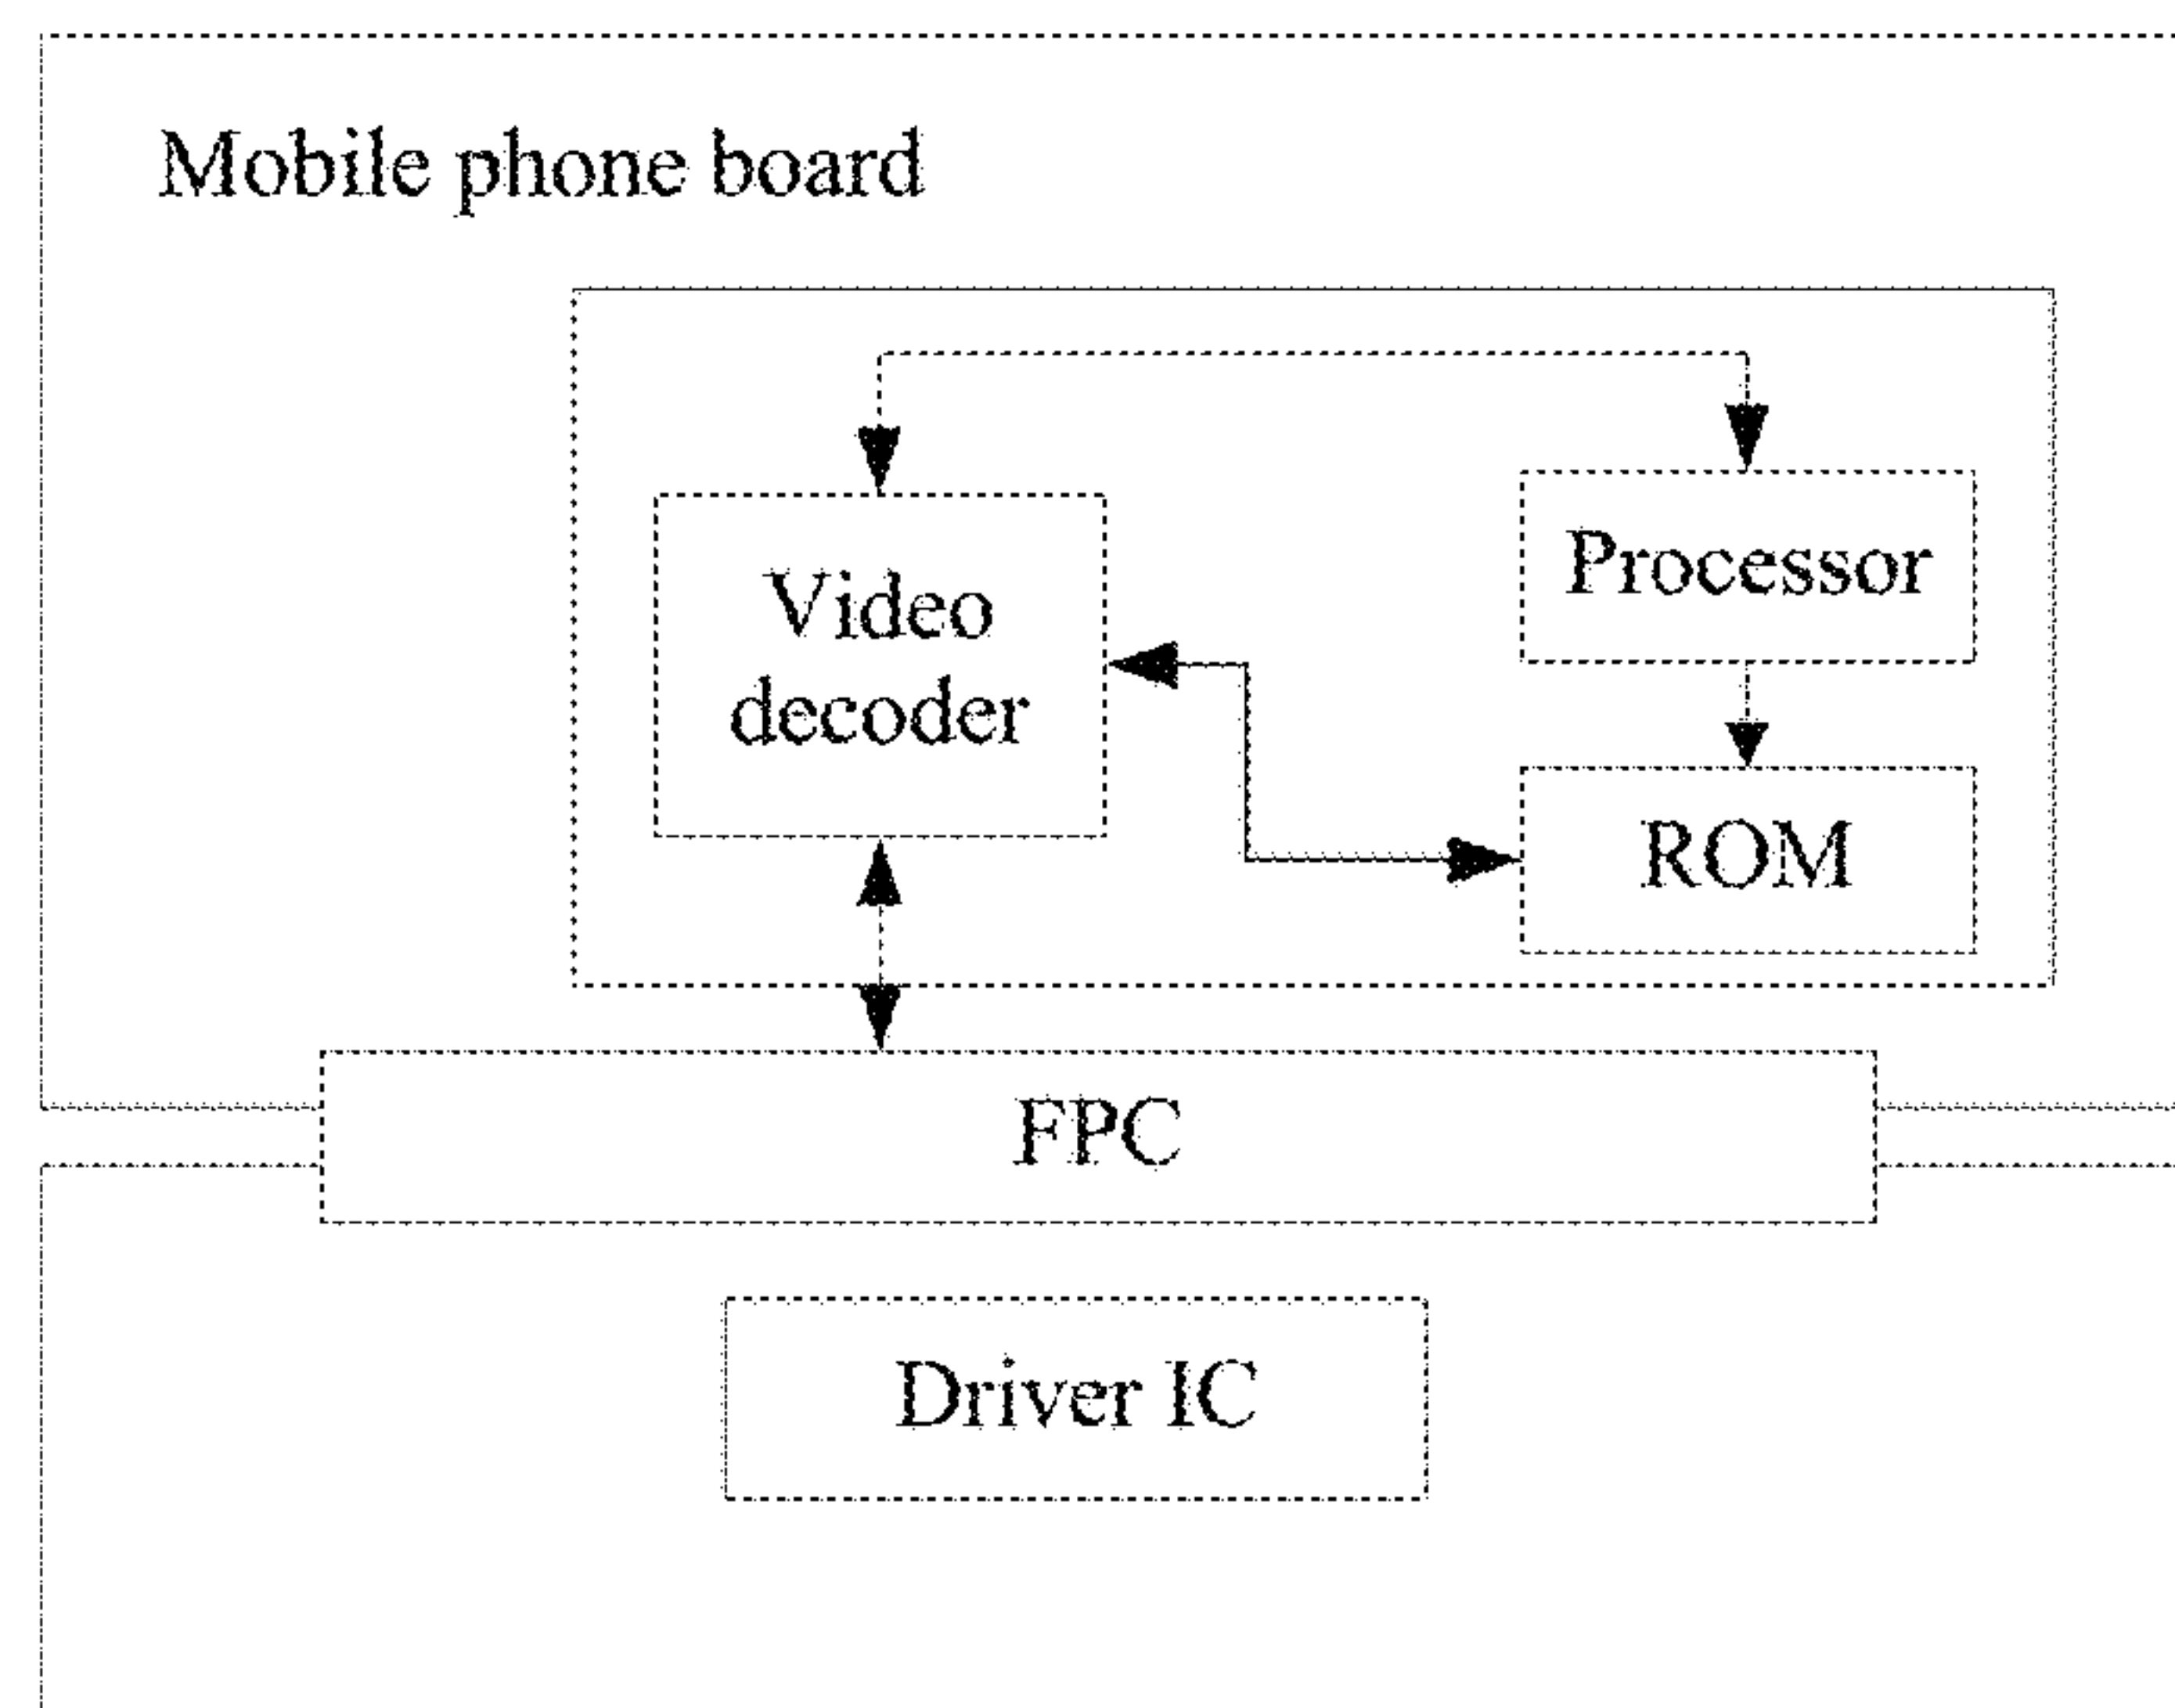 Mobile phone board
Video
decoder
Processor
ROM
FPC
Driver IC